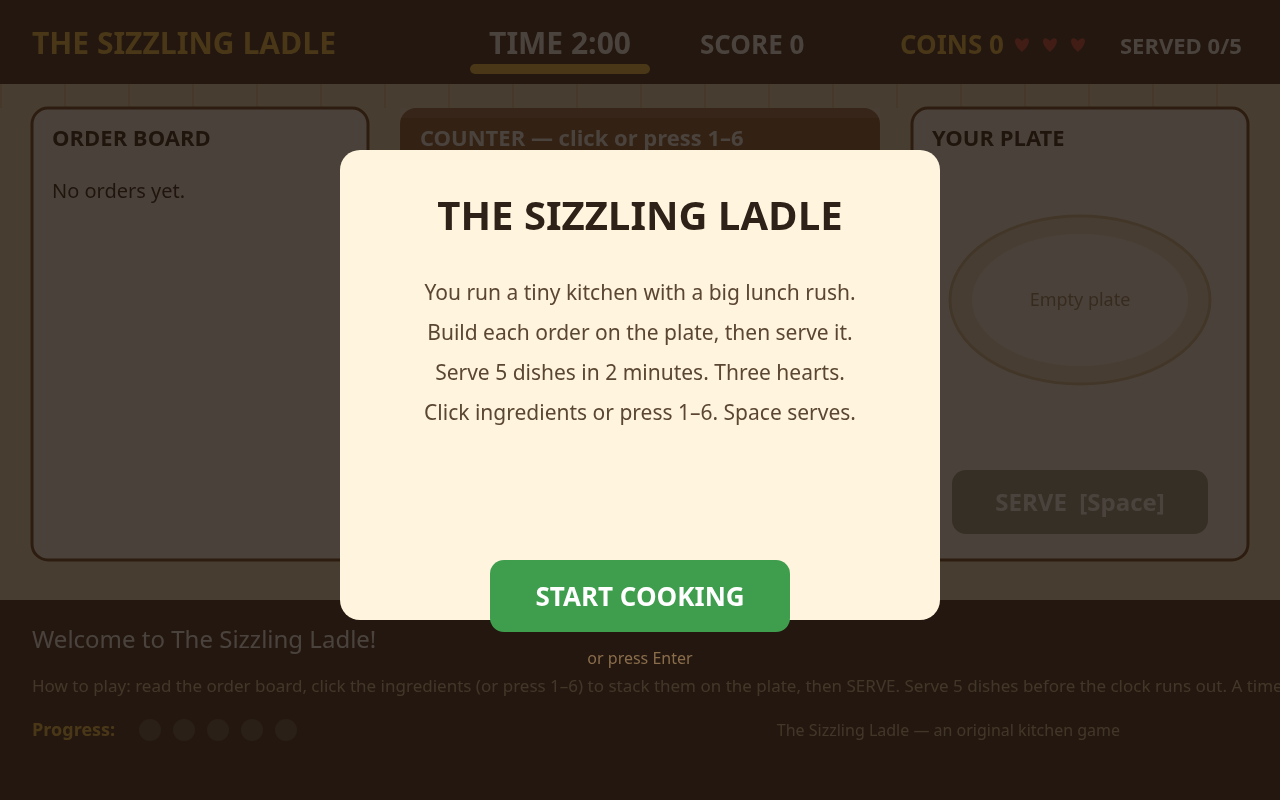 THE SIZZLING LADLE
TIME 2:00
SCORE 0
COINS 0
SERVED 0/5
ORDER BOARD
No orders yet.
COUNTER — click or press 1–6
YOUR PLATE
Empty plate
SERVE [Space]
THE SIZZLING LADLE
You run a tiny kitchen with a big lunch rush.
Build each order on the plate, then serve it.
Serve 5 dishes in 2 minutes. Three hearts.
Click ingredients or press 1–6. Space serves.
START COOKING
or press Enter
Welcome to The Sizzling Ladle!
How to play: read the order board, click the ingredients (or press 1–6) to stack them on the plate, then SERVE. Serve 5 dishes before the clock runs out. A time
Progress:
The Sizzling Ladle — an original kitchen game